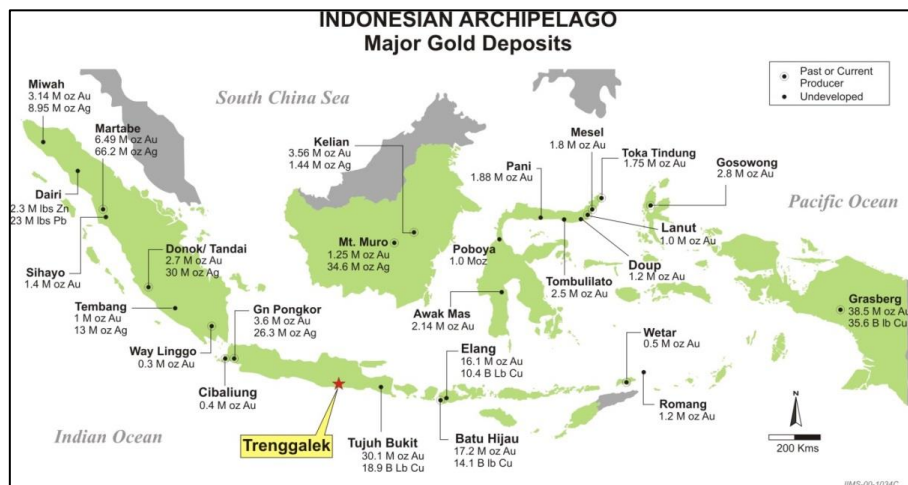 INDONESIAN ARCHIPELAGO
Major Gold Deposits
Past or Current
Producer
Undeveloped
South China Sea
Pacific Ocean
Indian Ocean
Miwah
3.14 M oz Au
8.95 M oz Ag
Martabe
6.49 M oz Au
66.2 M oz Ag
Dairi
2.3 M lbs Zn
23 M lbs Pb
Sihayo
1.4 M oz Au
Donok/ Tandai
2.7 M oz Au
30 M oz Ag
Tembang
1 M oz Au
13 M oz Ag
Way Linggo
0.3 M oz Au
Gn Pongkor
3.6 M oz Au
26.3 M oz Ag
Cibaliung
0.4 M oz Au
Trenggalek
Tujuh Bukit
30.1 M oz Au
18.9 B Lb Cu
Kelian
3.56 M oz Au
1.44 M oz Ag
Mt. Muro
1.25 M oz Au
34.6 M oz Ag
Poboya
1.0 Moz
Pani
1.88 M oz Au
Mesel
1.8 M oz Au
Toka Tindung
1.75 M oz Au
Gosowong
2.8 M oz Au
Lanut
1.0 M oz Au
Doup
1.2 M oz Au
Tombulilato
2.5 M oz Au
Awak Mas
2.14 M oz Au
Elang
16.1 M oz Au
10.4 B Lb Cu
Batu Hijau
17.2 M oz Au
14.1 B lb Cu
Wetar
0.5 M oz Au
Romang
1.2 M oz Au
Grasberg
38.5 M oz Au
35.6 B lb Cu
N
200 Kms